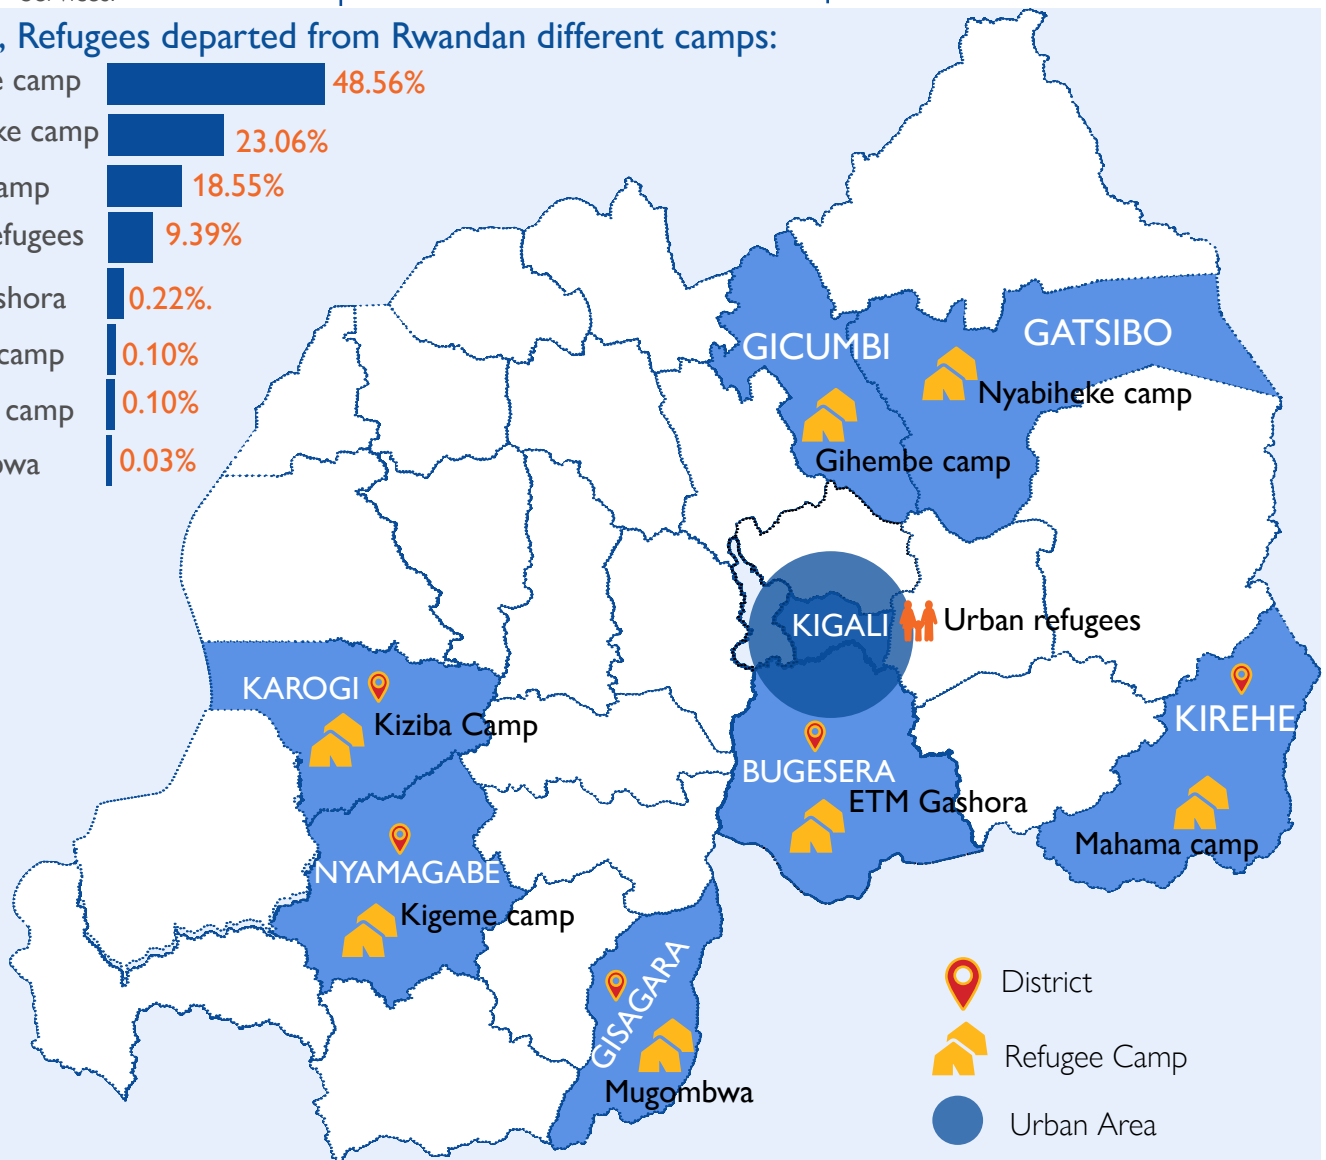 , Refugees departed from Rwandan different camps:
e camp 48.56%
ke camp 23.06%
amp 18.55%
efugees 9.39%
shora 0.22%.
camp 0.10%
camp 0.10%
wa 0.03%
GICUMBI
GATSIBO
Nyabiheke camp
Gihembe camp
KIGALI
Urban refugees
KAROGI
Kiziba Camp
KIREHE
BUGESERA
ETM Gashora
Mahama camp
NYAMAGABE
Kigeme camp
GISAGARA
Mugombwa
District
Refugee Camp
Urban Area